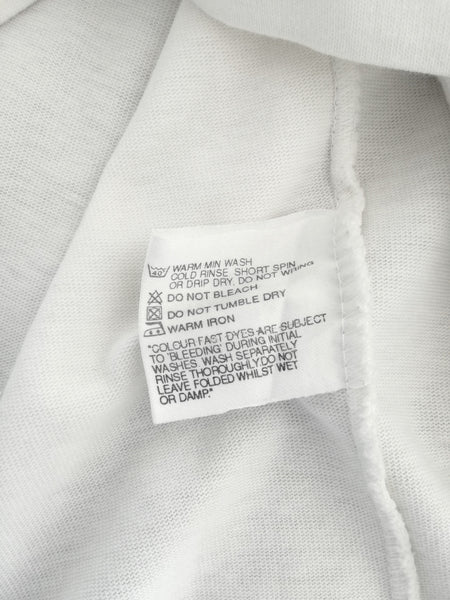 40 WARM MIN WASH
COLD RINSE. SHORT SPIN
OR DRIP DRY. DO NOT WRING
DO NOT BLEACH
DO NOT TUMBLE DRY
WARM IRON
"COLOUR FAST DYES ARE SUBJECT
TO 'BLEEDING' DURING INITIAL
WASHES. WASH SEPARATELY
RINSE THOROUGHLY DO NOT
LEAVE FOLDED WHILST WET
OR DAMP."